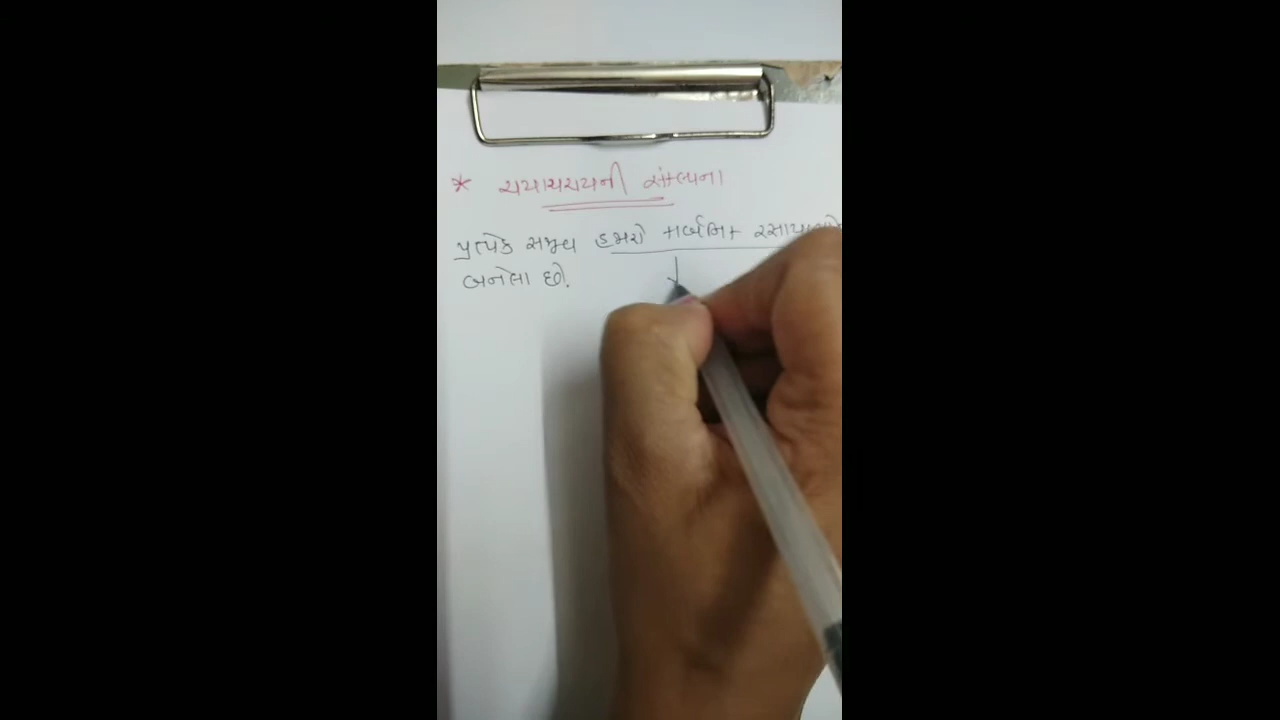 * ચયાપચયની સંકલ્પના
પ્રત્યેક સજીવ હજારો કાર્બનિક
બનેલા છે.